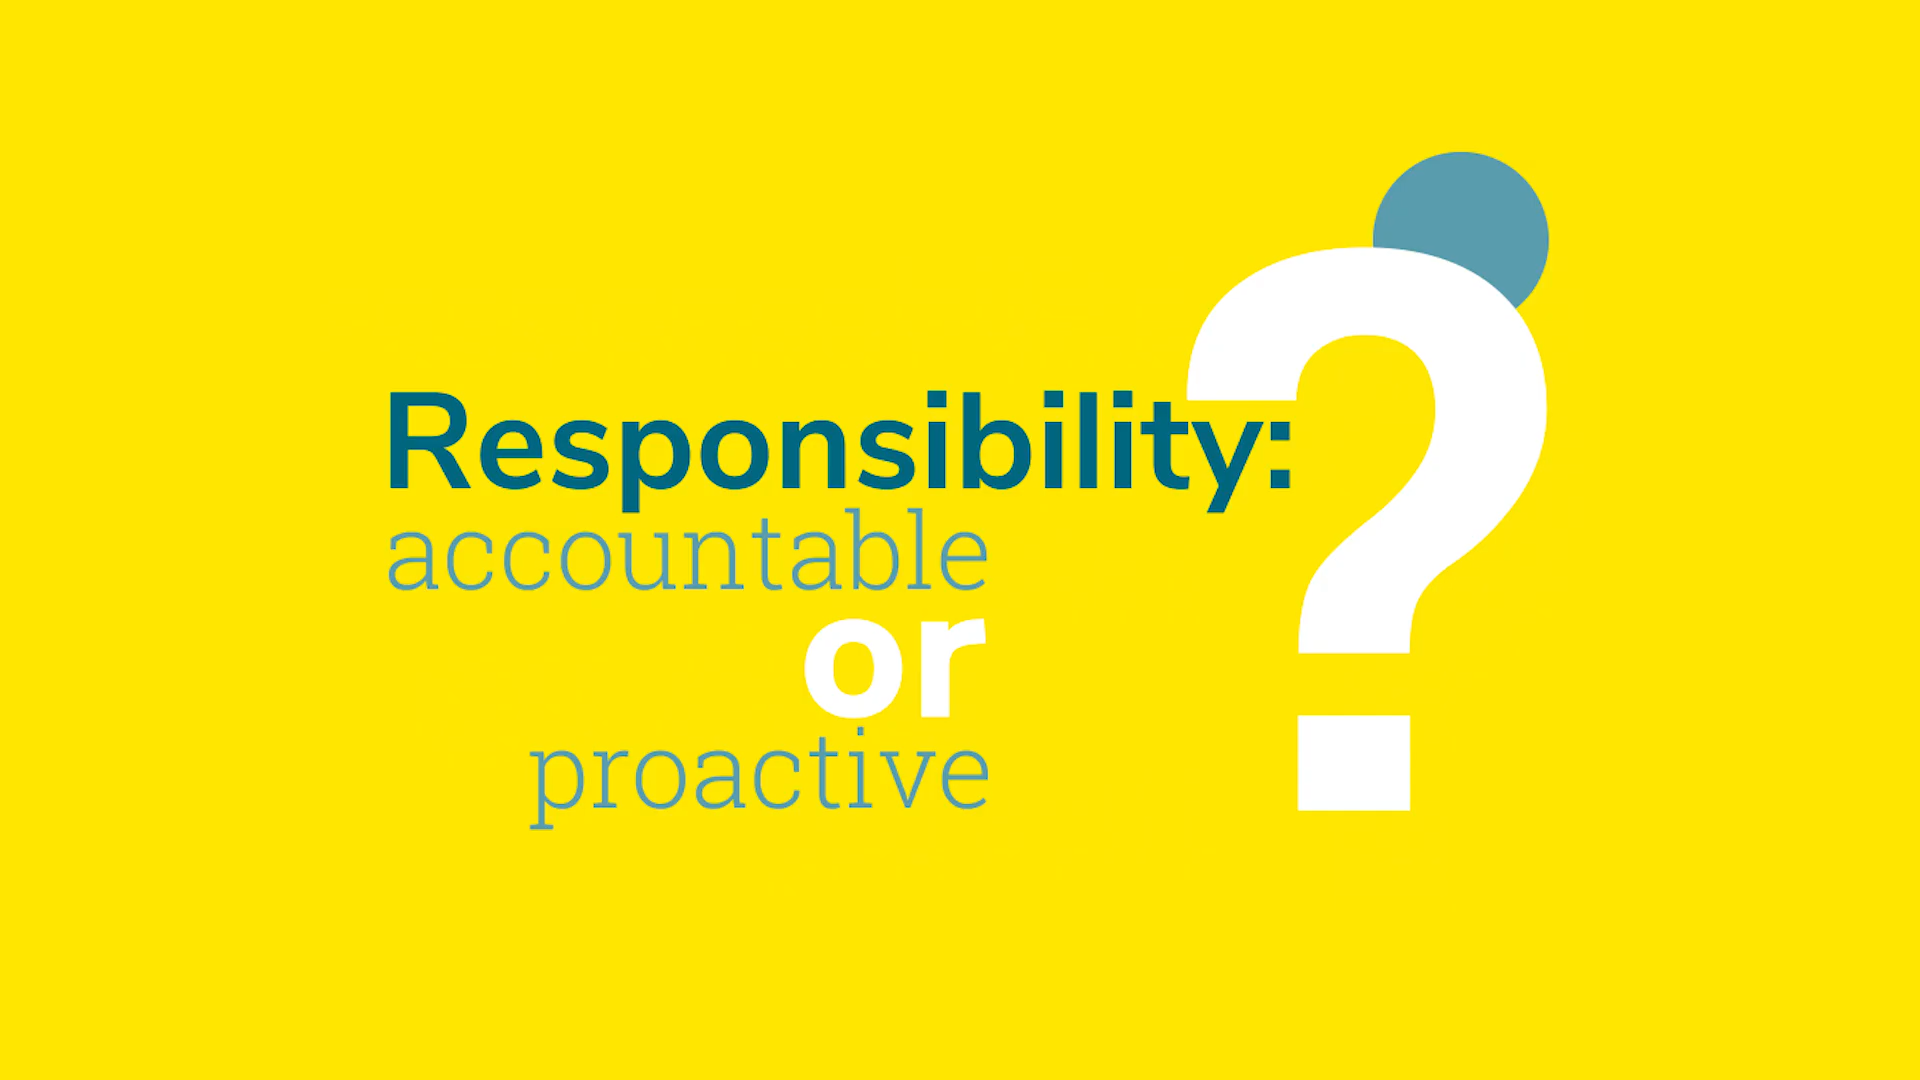 Responsibility:
accountable
or
proactive
?